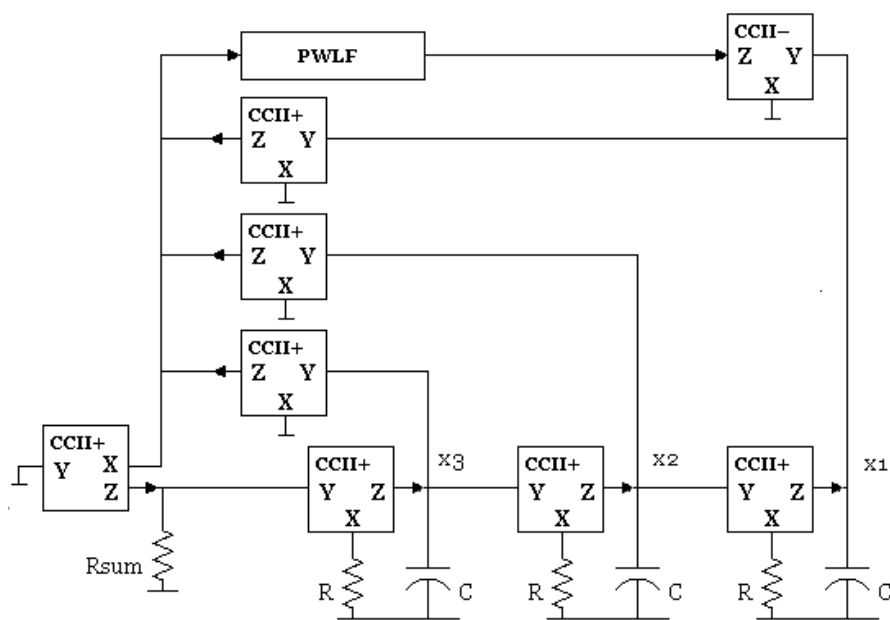 CCII−
Z Y
X
PWLF
CCII+
Z Y
X
CCII+
Z Y
X
CCII+
Z Y
X
CCII+
Y X
Z
CCII+
Y Z
X
x3
CCII+
Y Z
X
x2
CCII+
Y Z
X
x1
Rsum
R
C
R
C
R
C